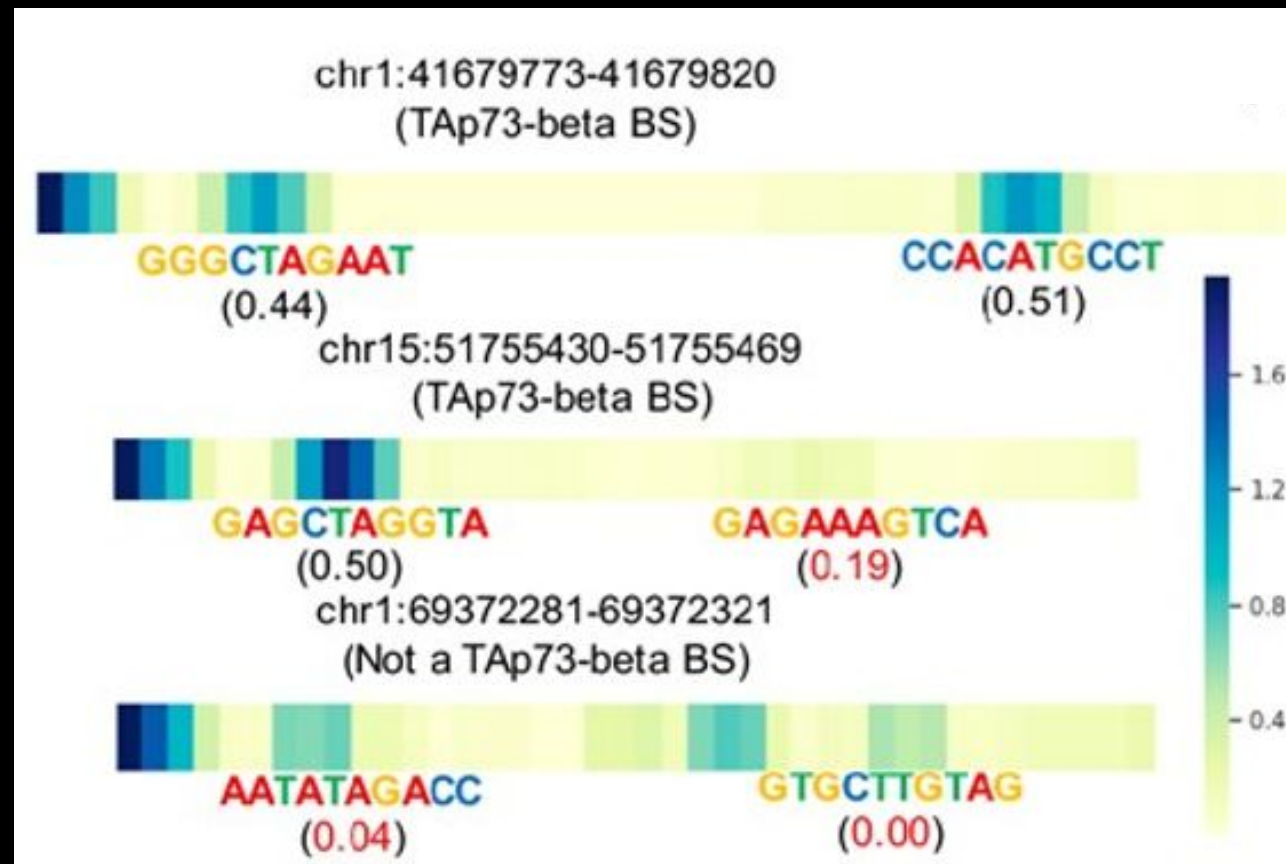 chr1:41679773-41679820
(TAp73-beta BS)
GGGCTAGAAT CCACATGCCT
(0.44) (0.51)
chr15:51755430-51755469
(TAp73-beta BS)
GAGCTAGGTA GAGAAAGTCA
(0.50) (0.19)
chr1:69372281-69372321
(Not a TAp73-beta BS)
AATATAGACC GTGCTTGTAG
(0.04) (0.00)
1.6
1.2
0.8
0.4